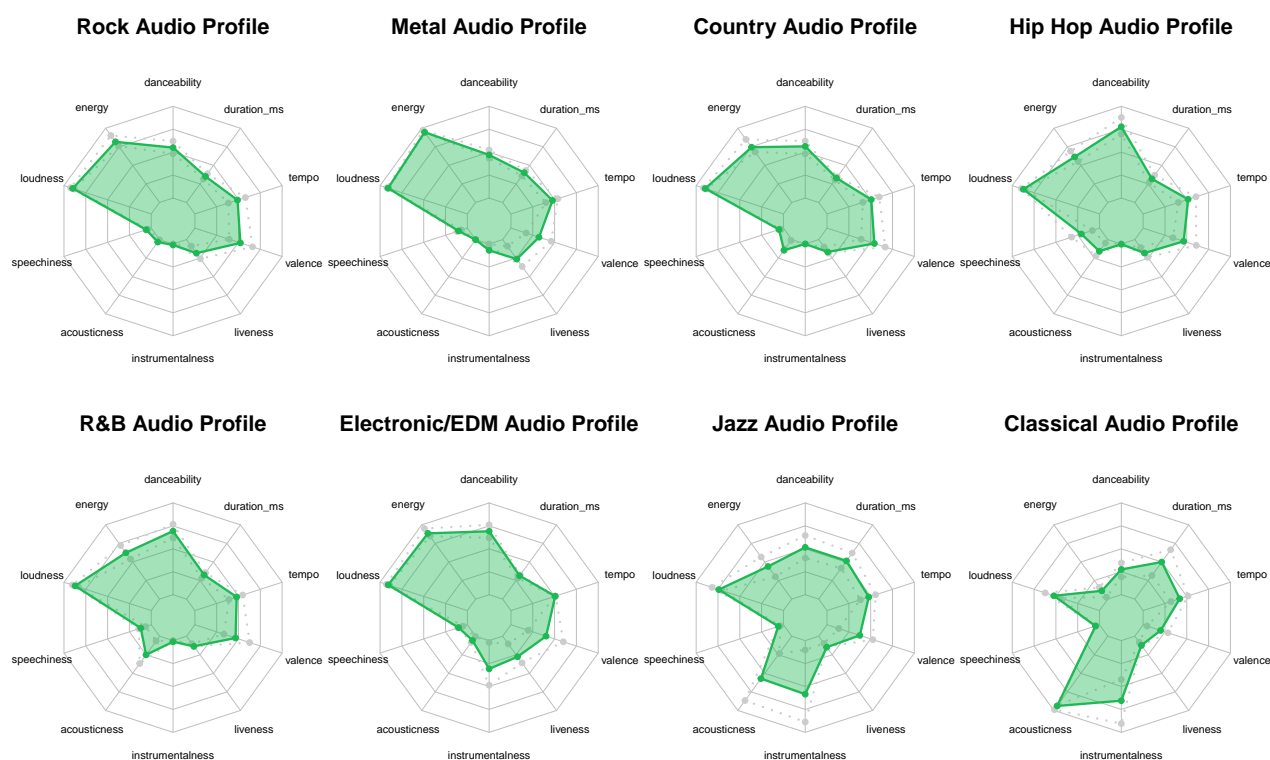 Rock Audio Profile
danceability
duration_ms
tempo
valence
liveness
instrumentalness
acousticness
speechiness
loudness
energy
Metal Audio Profile
danceability
duration_ms
tempo
valence
liveness
instrumentalness
acousticness
speechiness
loudness
energy
Country Audio Profile
danceability
duration_ms
tempo
valence
liveness
instrumentalness
acousticness
speechiness
loudness
energy
Hip Hop Audio Profile
danceability
duration_ms
tempo
valence
liveness
instrumentalness
acousticness
speechiness
loudness
energy
R&B Audio Profile
danceability
duration_ms
tempo
valence
liveness
instrumentalness
acousticness
speechiness
loudness
energy
Electronic/EDM Audio Profile
danceability
duration_ms
tempo
valence
liveness
instrumentalness
acousticness
speechiness
loudness
energy
Jazz Audio Profile
danceability
duration_ms
tempo
valence
liveness
instrumentalness
acousticness
speechiness
loudness
energy
Classical Audio Profile
danceability
duration_ms
tempo
valence
liveness
instrumentalness
acousticness
speechiness
loudness
energy